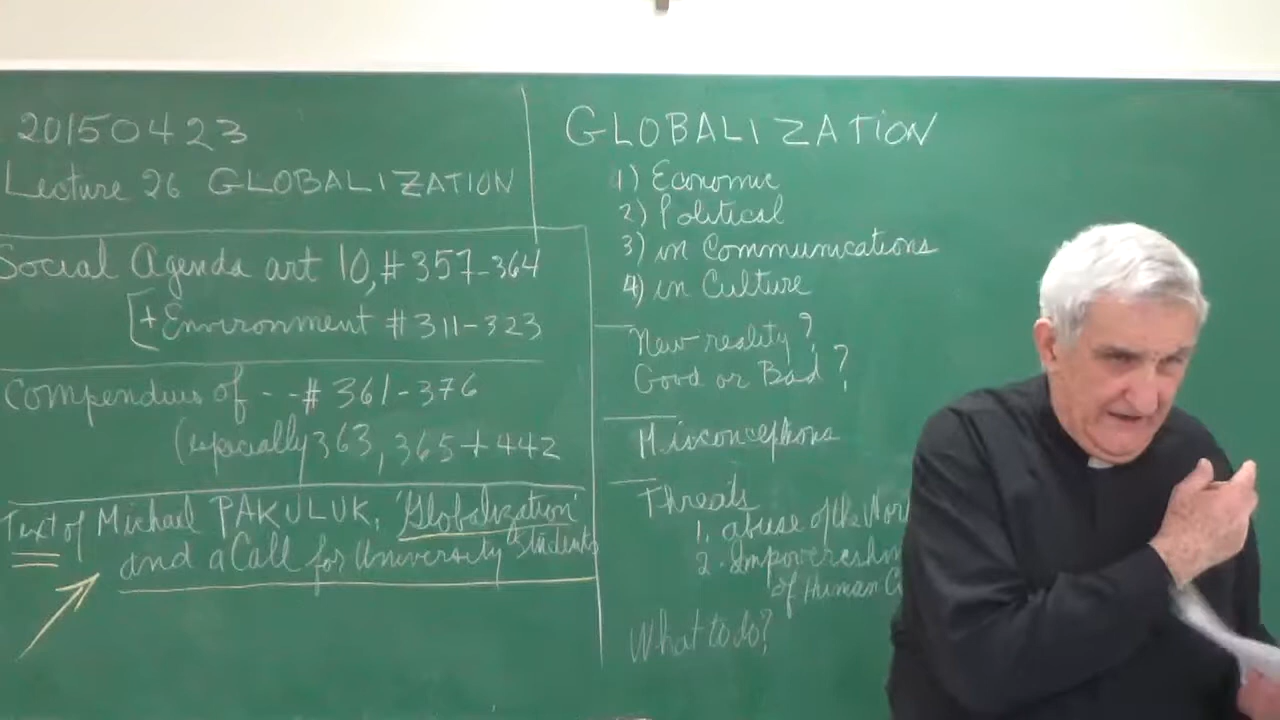 20150423
Lecture 26 GLOBALIZATION
Social Agenda art 10, #357-364
[+Environment #311-323
Compendium of --# 361-376
(especially 363, 365+442
Text of Michael PAKULUK, 'Globalization'
and a Call for University Students
GLOBALIZATION
1) Economic
2) Political
3) in Communications
4) in Culture
New reality?
Good or Bad?
Misconceptions
Threats
1. abuse of the
2.
of Human
What to do?